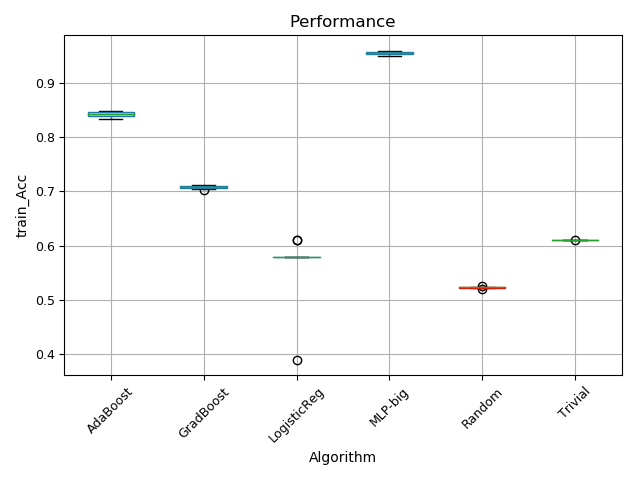 Performance
train_Acc
0.9
0.8
0.7
0.6
0.5
0.4
AdaBoost
GradBoost
LogisticReg
MLP-big
Random
Trivial
Algorithm